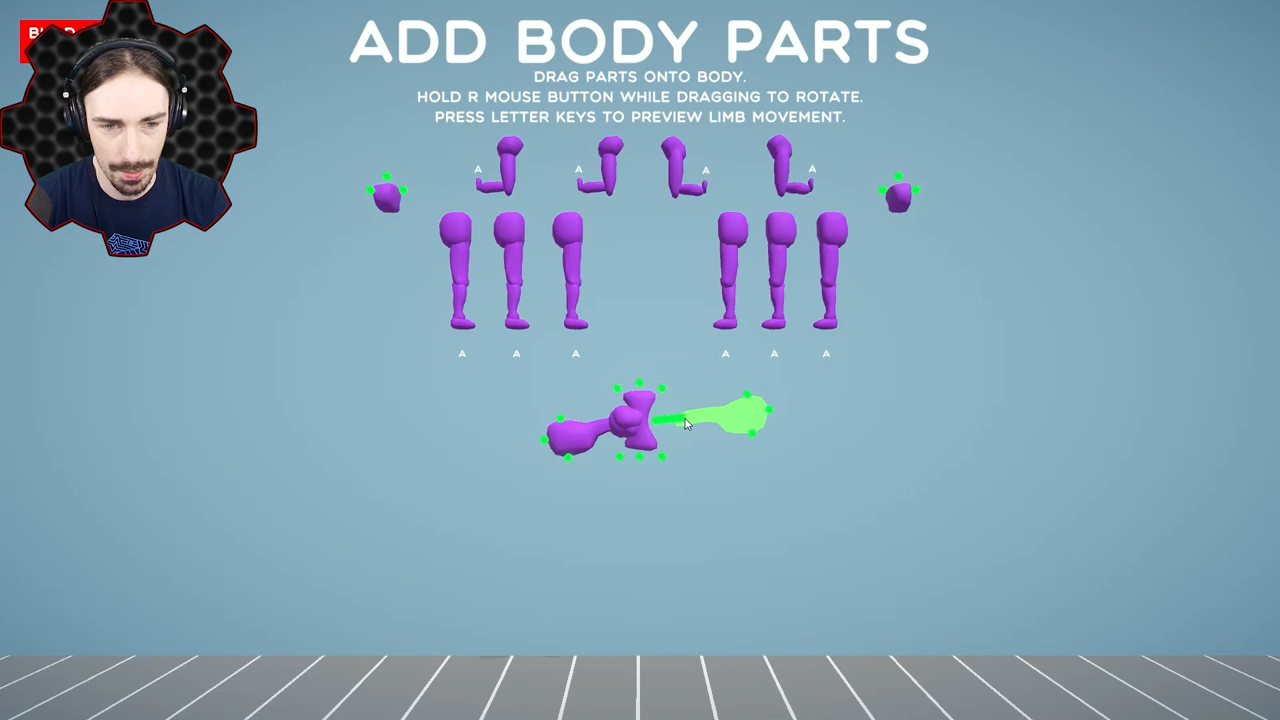 ADD BODY PARTS
DRAG PARTS ONTO BODY.
HOLD R MOUSE BUTTON WHILE DRAGGING TO ROTATE.
PRESS LETTER KEYS TO PREVIEW LIMB MOVEMENT.
A A A A
A A A A A A